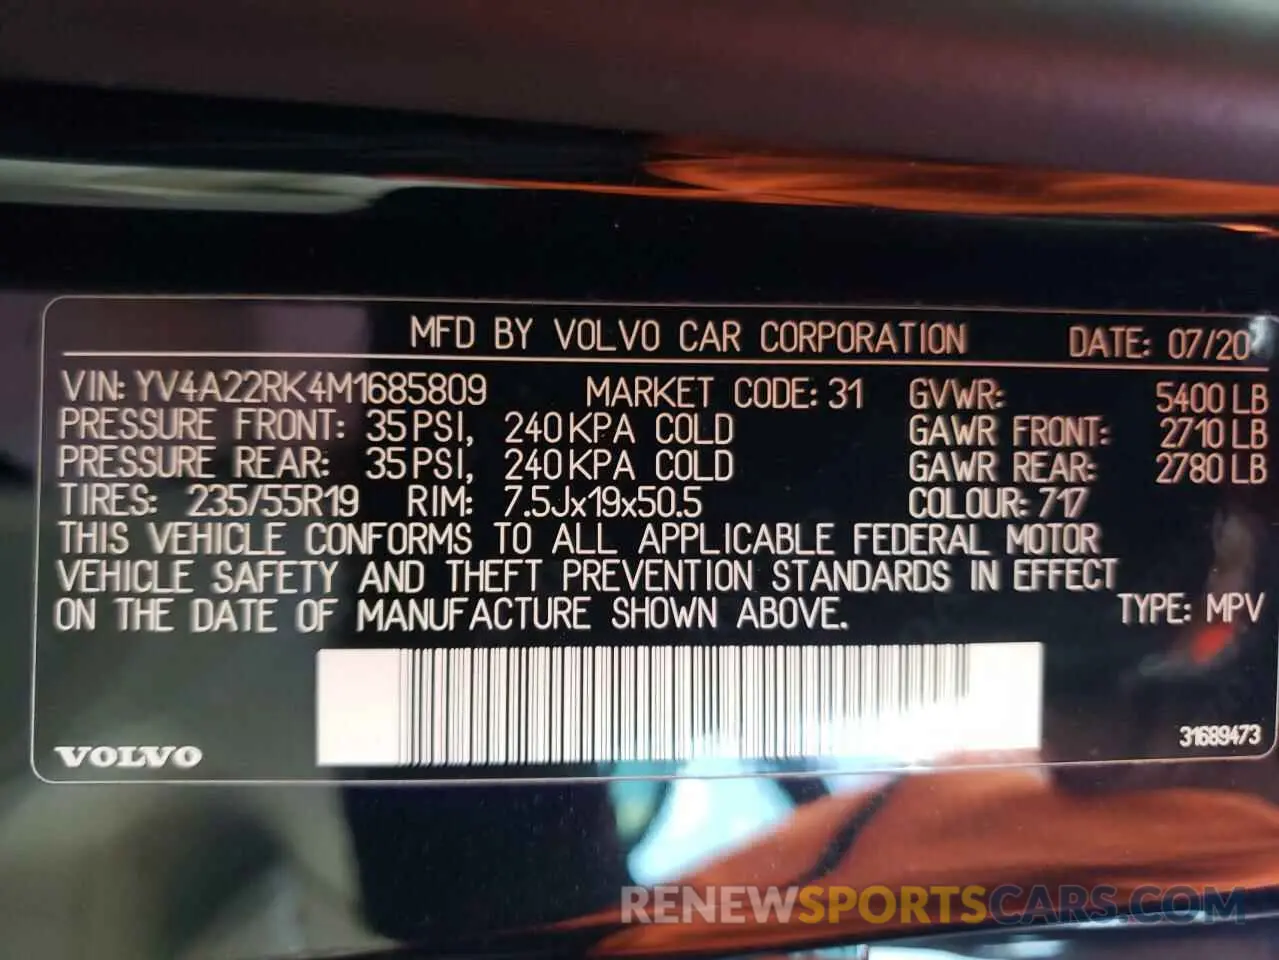 MFD BY VOLVO CAR CORPORATION DATE: 07/20
VIN: YV4A22RK4M1685809 MARKET CODE: 31 GVWR: 5400 LB
PRESSURE FRONT: 35 PSI, 240 KPA COLD GAWR FRONT: 2710 LB
PRESSURE REAR: 35 PSI, 240 KPA COLD GAWR REAR: 2780 LB
TIRES: 235/55R19 RIM: 7.5Jx19x50.5 COLOUR: 717
THIS VEHICLE CONFORMS TO ALL APPLICABLE FEDERAL MOTOR
VEHICLE SAFETY AND THEFT PREVENTION STANDARDS IN EFFECT
ON THE DATE OF MANUFACTURE SHOWN ABOVE. TYPE: MPV
31689473
VOLVO
RENEWSPORTSCARS.COM